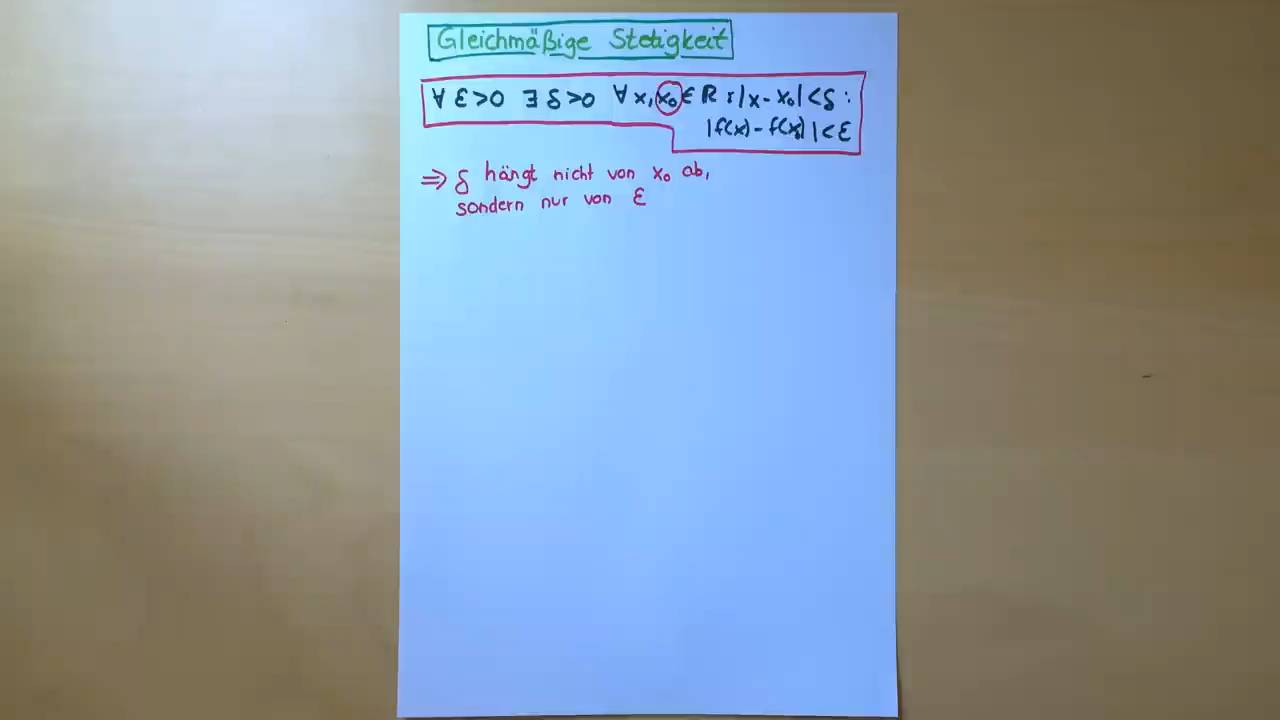 Gleichmäßige Stetigkeit
∀ ε>0 ∃ δ>0 ∀ x, x₀ ∈ ℝ : |x - x₀| < δ :
|f(x) - f(x₀)| < ε
⇒ δ hängt nicht von x₀ ab,
sondern nur von ε